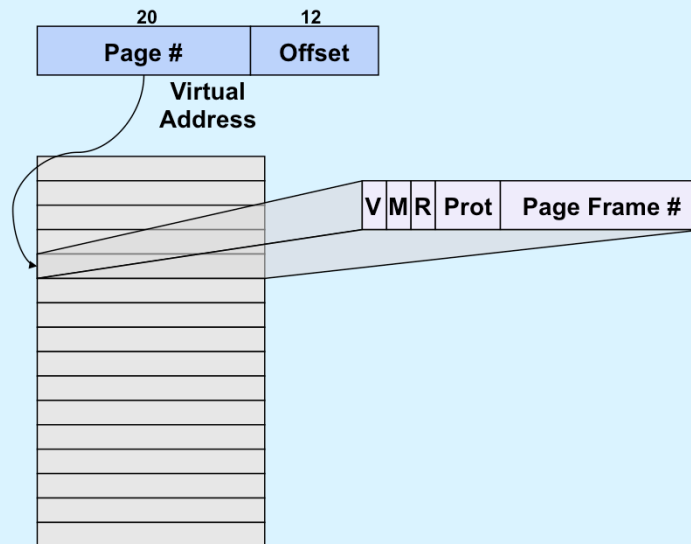 20 12
Page # Offset
Virtual
Address
V M R Prot Page Frame #